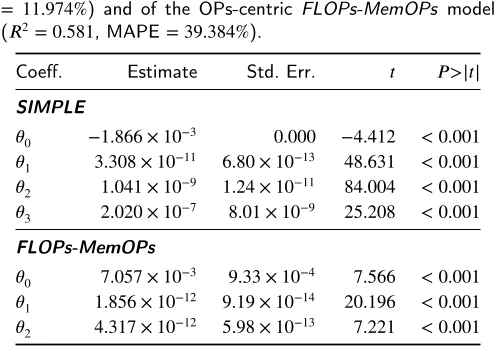 = 11.974%) and of the OPs-centric FLOPs-MemOPs model
(R² = 0.581, MAPE = 39.384%).
Coeff. Estimate Std. Err. t P>|t|
SIMPLE
θ₀ −1.866 × 10⁻³ 0.000 −4.412 < 0.001
θ₁ 3.308 × 10⁻¹¹ 6.80 × 10⁻¹³ 48.631 < 0.001
θ₂ 1.041 × 10⁻⁹ 1.24 × 10⁻¹¹ 84.004 < 0.001
θ₃ 2.020 × 10⁻⁷ 8.01 × 10⁻⁹ 25.208 < 0.001
FLOPs-MemOPs
θ₀ 7.057 × 10⁻³ 9.33 × 10⁻⁴ 7.566 < 0.001
θ₁ 1.856 × 10⁻¹² 9.19 × 10⁻¹⁴ 20.196 < 0.001
θ₂ 4.317 × 10⁻¹² 5.98 × 10⁻¹³ 7.221 < 0.001